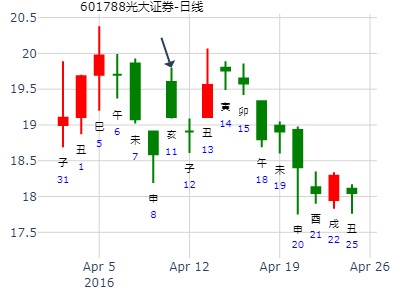 601788光大证券-日线
20.5
20
19.5
19
18.5
18
17.5
子
31
丑
1
巳
5
午
6
未
7
申
8
亥
11
子
12
丑
13
寅
14
卯
15
午
18
未
19
申
20
酉
21
戌
22
丑
25
Apr 5
2016
Apr 12
Apr 19
Apr 26